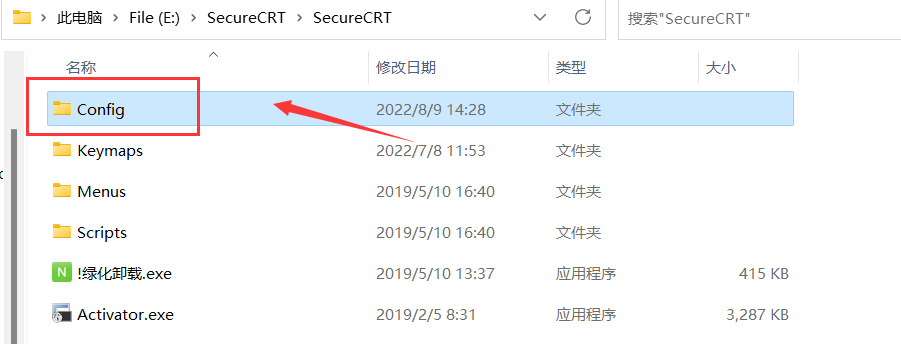 此电脑 > File (E:) > SecureCRT > SecureCRT 搜索"SecureCRT"
名称 修改日期 类型 大小
Config 2022/8/9 14:28 文件夹
Keymaps 2022/7/8 11:53 文件夹
Menus 2019/5/10 16:40 文件夹
Scripts 2019/5/10 16:40 文件夹
!绿化卸载.exe 2019/5/10 13:37 应用程序 415 KB
Activator.exe 2019/2/5 8:31 应用程序 3,287 KB